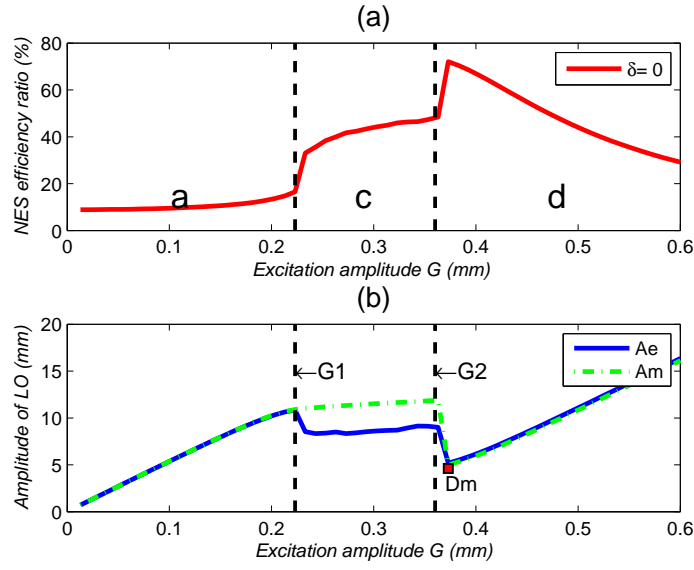 (a)
NES efficiency ratio (%)
80
60
40
20
0
δ= 0
a
c
d
0
0.1
0.2
0.3
0.4
0.5
0.6
Excitation amplitude G (mm)
(b)
Amplitude of LO (mm)
20
15
10
5
0
←G1
←G2
Ae
Am
Dm
0
0.1
0.2
0.3
0.4
0.5
0.6
Excitation amplitude G (mm)